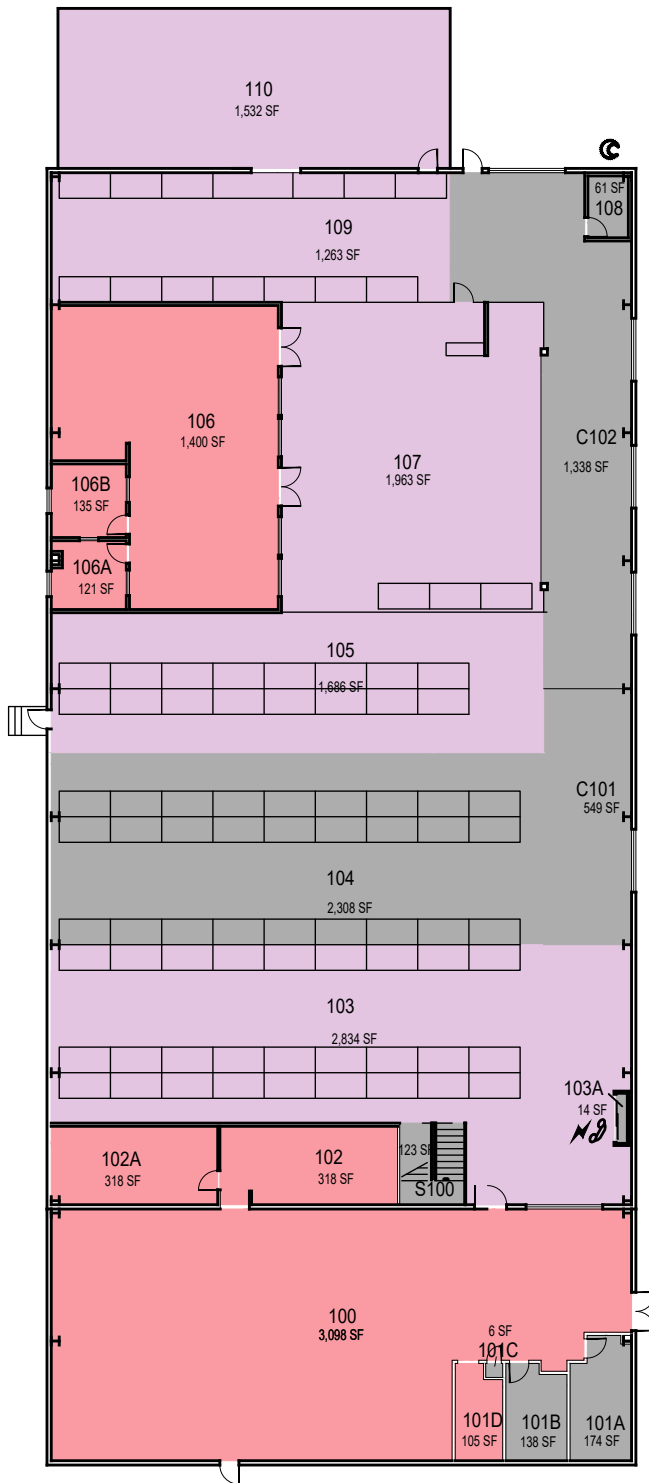 110
1,532 SF
61 SF
108
109
1,263 SF
106
1,400 SF
C102
1,338 SF
107
1,963 SF
106B
135 SF
106A
121 SF
105
1,686 SF
C101
549 SF
104
2,308 SF
103
2,834 SF
103A
14 SF
102A
318 SF
102
318 SF
123 SF
S100
100
3,098 SF
6 SF
101C
101D
105 SF
101B
138 SF
101A
174 SF